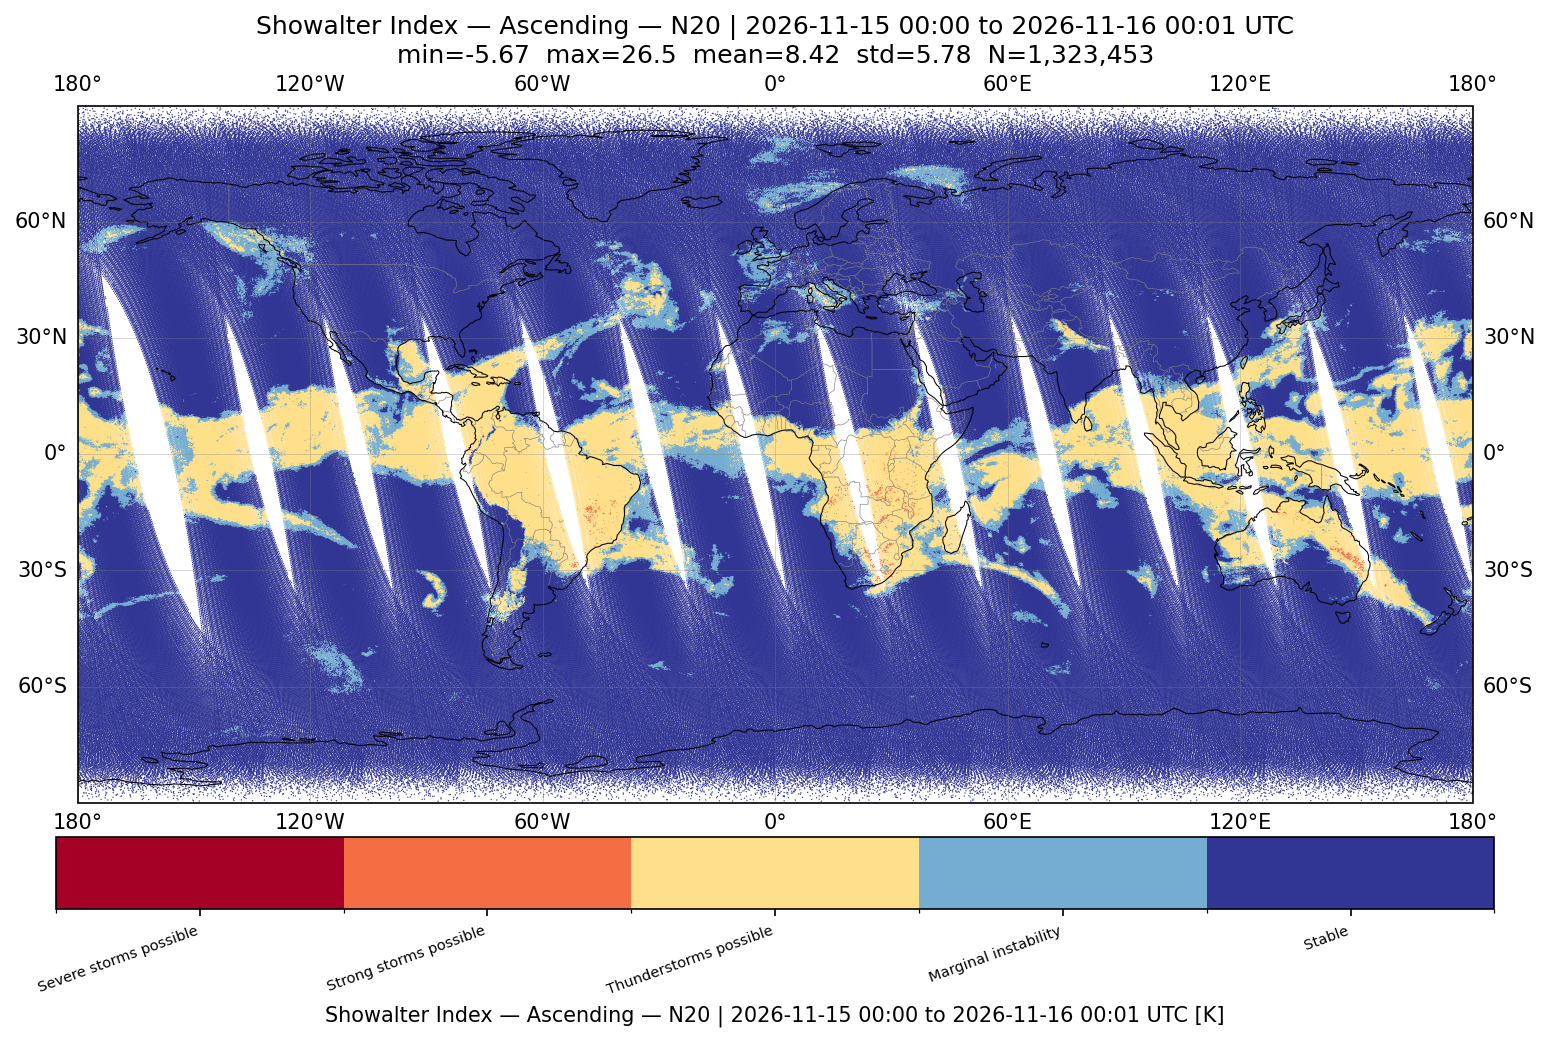 Showalter Index — Ascending — N20 | 2026-11-15 00:00 to 2026-11-16 00:01 UTC
min=-5.67 max=26.5 mean=8.42 std=5.78 N=1,323,453
180° 120°W 60°W 0° 60°E 120°E 180°
60°N 60°N
30°N 30°N
0° 0°
30°S 30°S
60°S 60°S
180° 120°W 60°W 0° 60°E 120°E 180°
Severe storms possible Strong storms possible Thunderstorms possible Marginal instability Stable
Showalter Index — Ascending — N20 | 2026-11-15 00:00 to 2026-11-16 00:01 UTC [K]